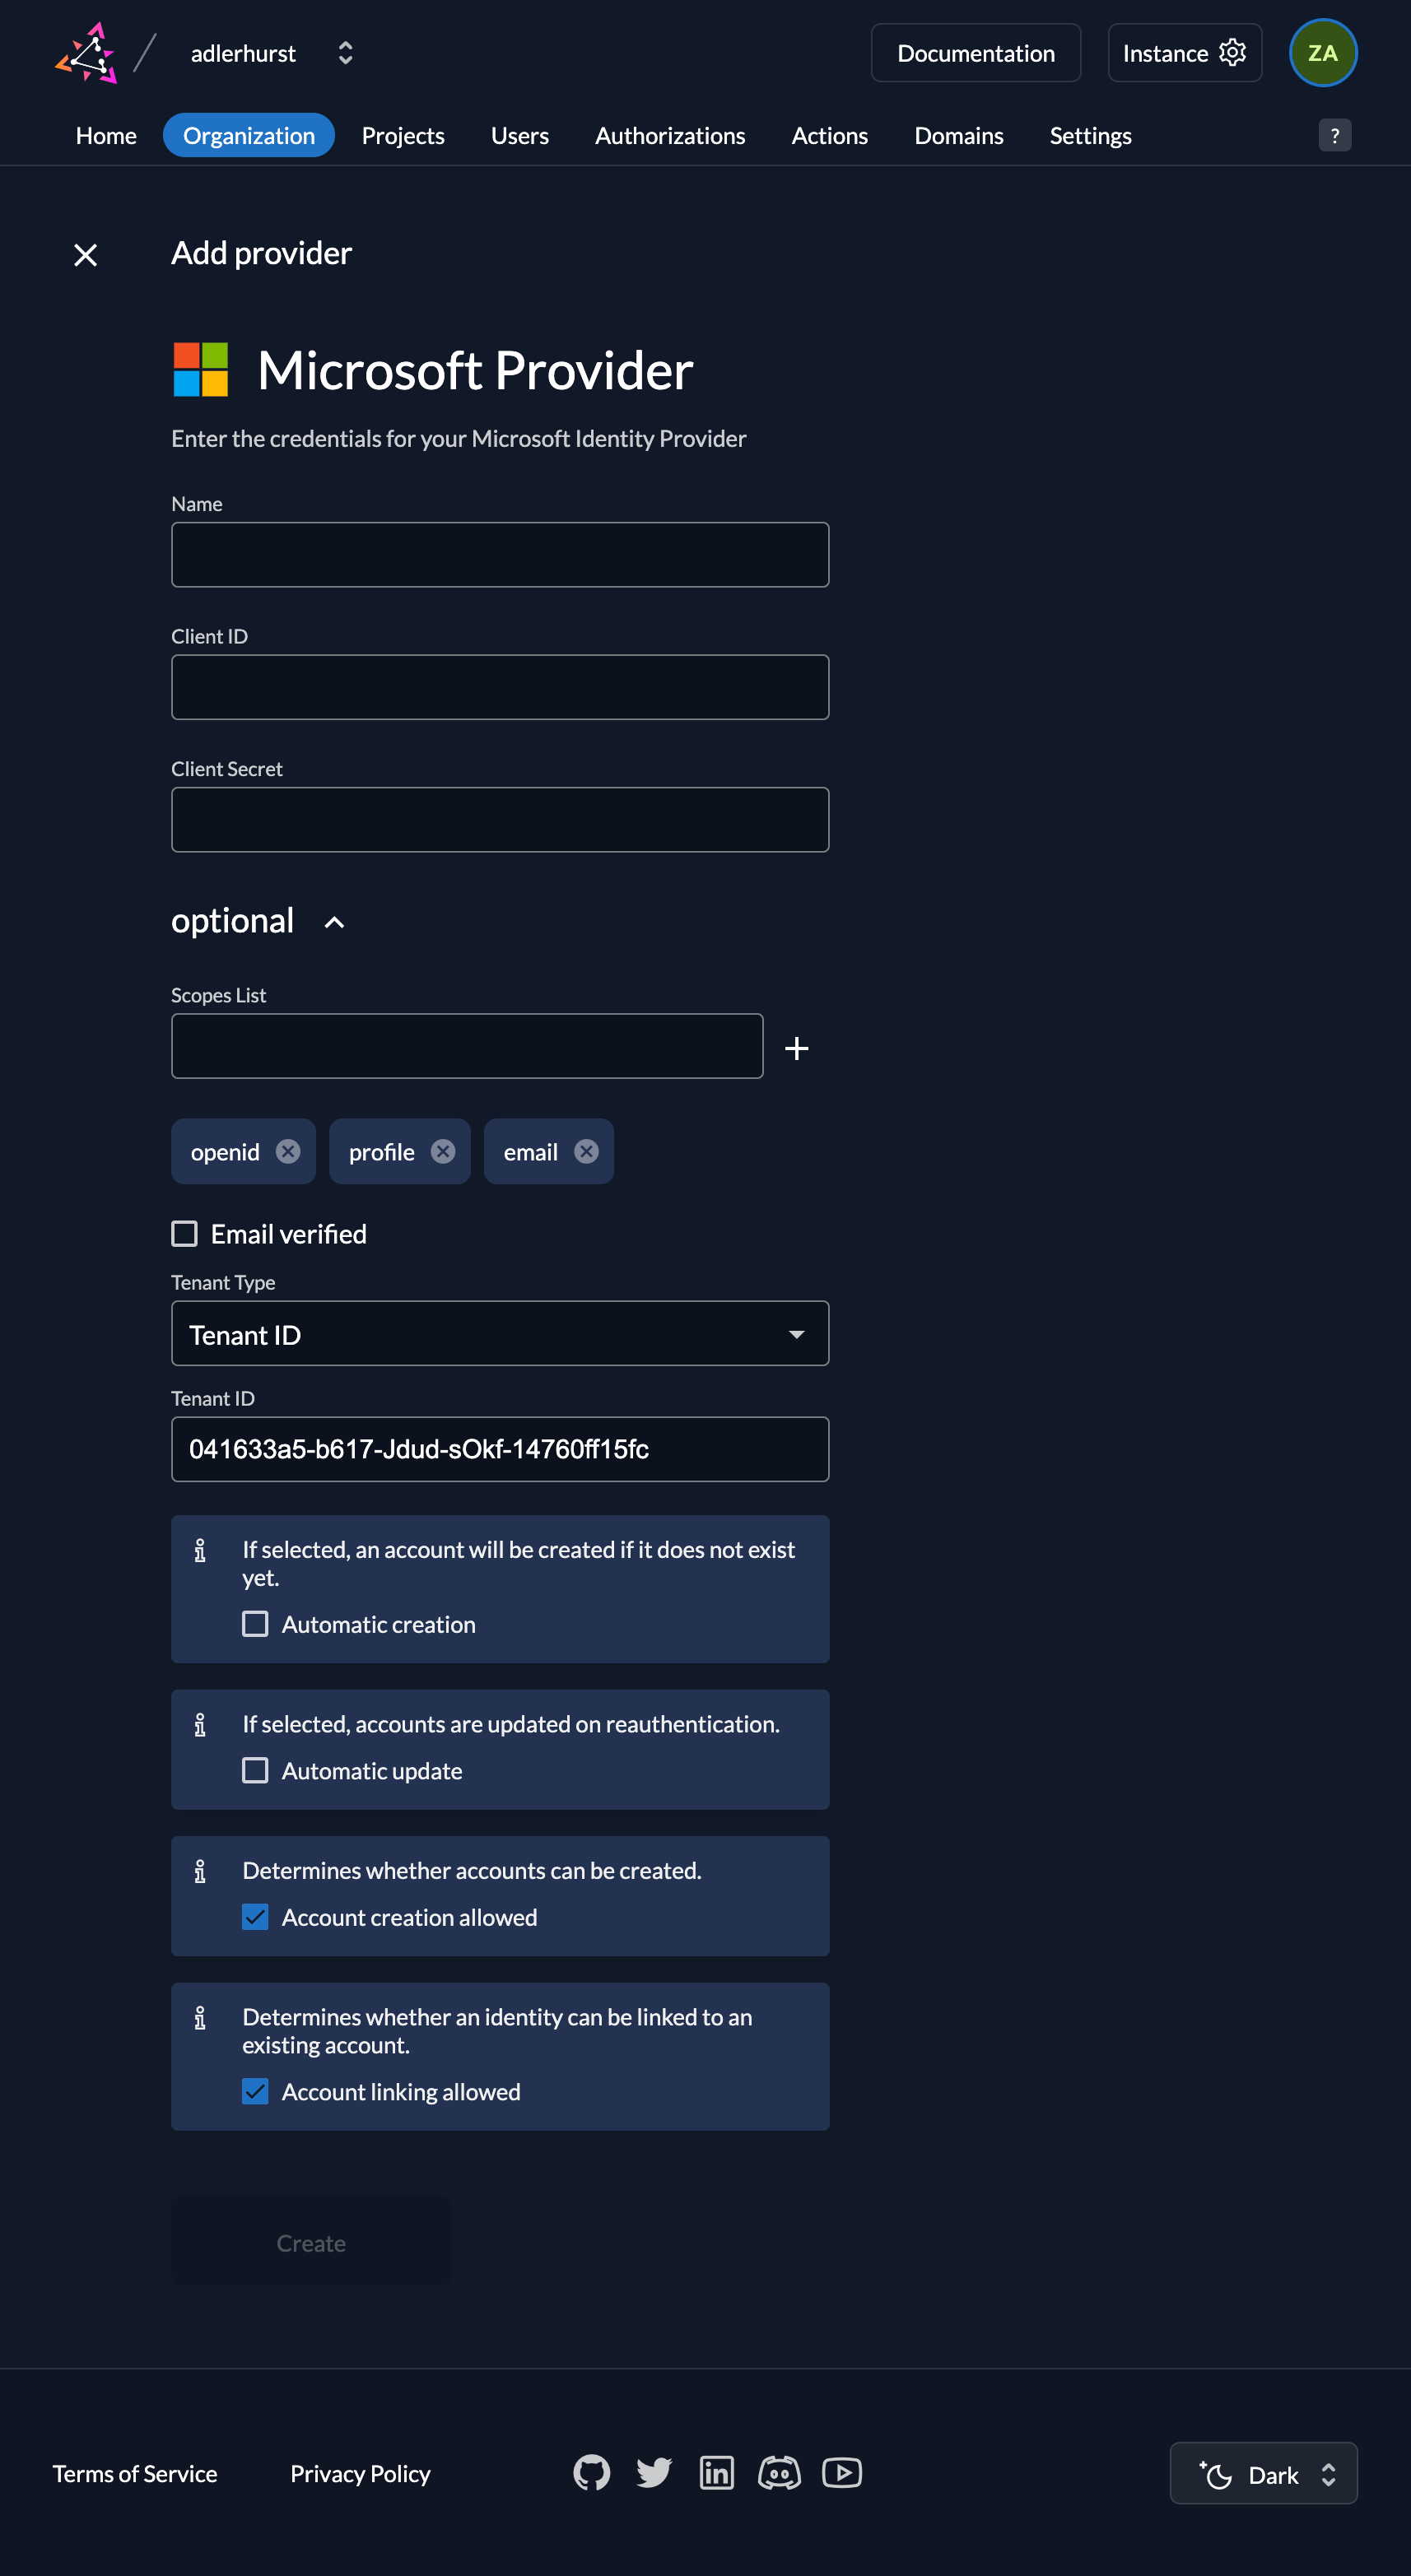 adlerhurst
Documentation
Instance
ZA
Home
Organization
Projects
Users
Authorizations
Actions
Domains
Settings
?
Add provider
Microsoft Provider
Enter the credentials for your Microsoft Identity Provider
Name
Client ID
Client Secret
optional
Scopes List
openid
profile
email
Email verified
Tenant Type
Tenant ID
Tenant ID
041633a5-b617-Jdud-sOkf-14760ff15fc
If selected, an account will be created if it does not exist
yet.
Automatic creation
If selected, accounts are updated on reauthentication.
Automatic update
Determines whether accounts can be created.
Account creation allowed
Determines whether an identity can be linked to an
existing account.
Account linking allowed
Create
Terms of Service
Privacy Policy
Dark